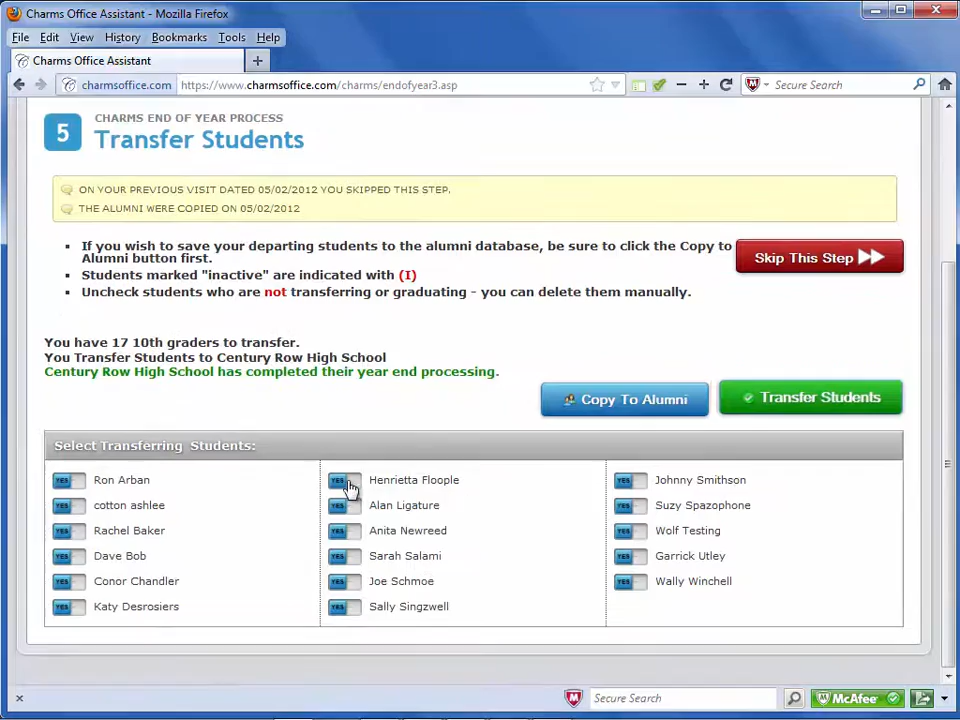 Charms Office Assistant - Mozilla Firefox
File Edit View History Bookmarks Tools Help
Charms Office Assistant
charmsoffice.com https://www.charmsoffice.com/charms/endofyear3.asp Secure Search
5 CHARMS END OF YEAR PROCESS
Transfer Students
ON YOUR PREVIOUS VISIT DATED 05/02/2012 YOU SKIPPED THIS STEP.
THE ALUMNI WERE COPIED ON 05/02/2012
If you wish to save your departing students to the alumni database, be sure to click the Copy to
Alumni button first.
Skip This Step
Students marked "inactive" are indicated with (I)
Uncheck students who are not transferring or graduating - you can delete them manually.
You have 17 10th graders to transfer.
You Transfer Students to Century Row High School
Century Row High School has completed their year end processing.
Copy To Alumni Transfer Students
Select Transferring Students:
YES Ron Arban YES Henrietta Floople YES Johnny Smithson
YES cotton ashlee YES Alan Ligature YES Suzy Spazophone
YES Rachel Baker YES Anita Newreed YES Wolf Testing
YES Dave Bob YES Sarah Salami YES Garrick Utley
YES Conor Chandler YES Joe Schmoe YES Wally Winchell
YES Katy Desrosiers YES Sally Singzwell
Secure Search McAfee